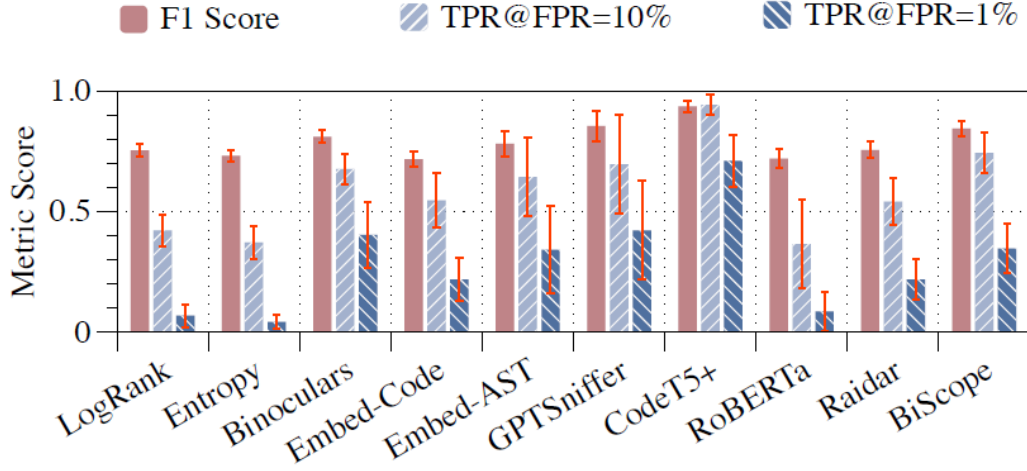 F1 Score TPR@FPR=10% TPR@FPR=1%
Metric Score
1.0
0.5
0
LogRank
Entropy
Binoculars
Embed-Code
Embed-AST
GPTSniffer
CodeT5+
RoBERTa
Raidar
BiScope